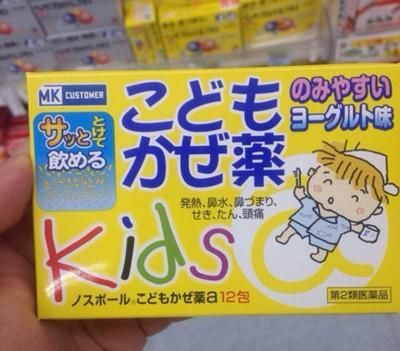 MK CUSTOMER
サッととけて
飲める
こども
かぜ薬
のみやすい
ヨーグルト味
発熱、鼻水、鼻づまり、
せき、たん、頭痛
Kids a
ノスポール®こどもかぜ薬a12包
第2類医薬品